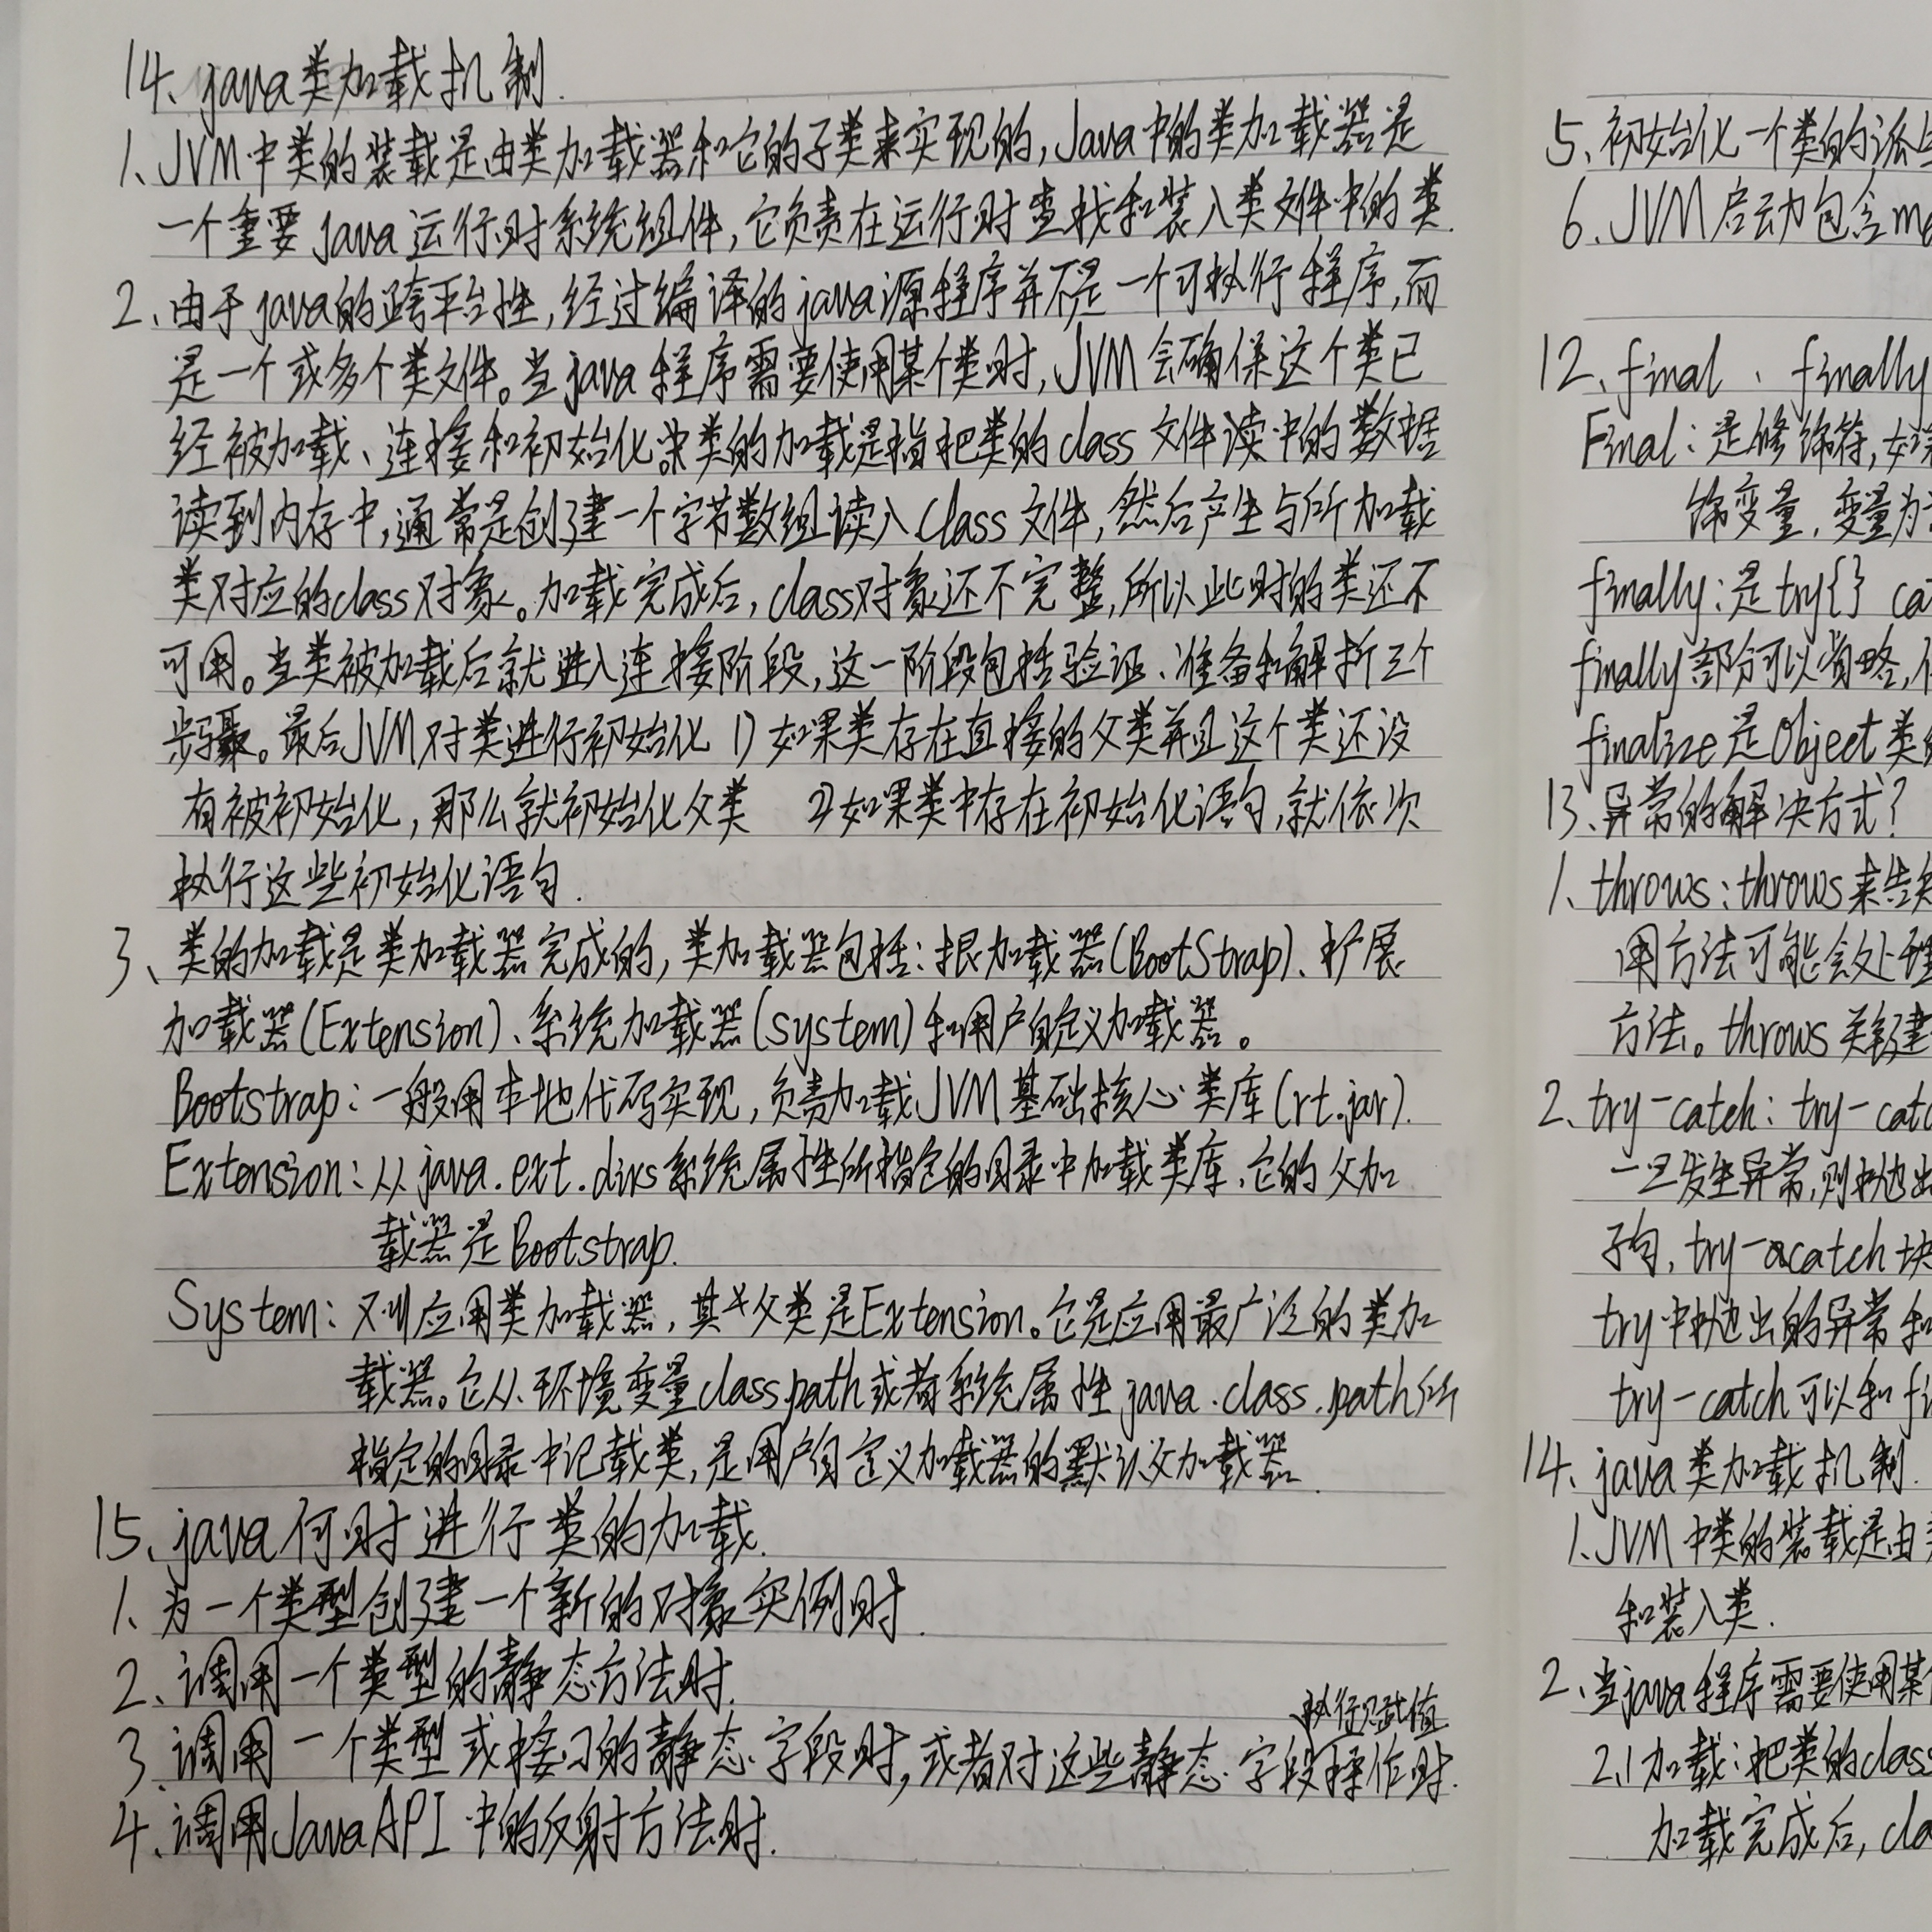 14、java类加载机制.
1、JVM中类的装载是由类加载器和它的子类来实现的,Java中的类加载器是
一个重要java运行时系统组件,它负责在运行时查找和装入类文件中的类.
2、由于java的跨平台性,经过编译的java源程序并不是一个可执行程序,而
是一个或多个类文件。当java程序需要使用某个类时,JVM会确保这个类已
经被加载、连接和初始化。类的加载是指把类的class文件读中的数据
读到内存中,通常是创建一个字节数组读入class文件,然后产生与所加载
类对应的class对象。加载完成后,class对象还不完整,所以此时的类还不
可用。当类被加载后就进入连接阶段,这一阶段包括验证、准备和解析三个
步骤。最后JVM对类进行初始化 1)如果类存在直接的父类并且这个类还没
有被初始化,那么就初始化父类 2)如果类中存在初始化语句,就依次
执行这些初始化语句.
3、类的加载是类加载器完成的,类加载器包括:根加载器(BootStrap)、扩展
加载器(Extension)、系统加载器(system)和用户自定义加载器。
Bootstrap:一般用本地代码实现,负责加载JVM基础核心类库(rt.jar).
Extension:从java.ext.dirs系统属性所指定的目录中加载类库,它的父加
载器是Bootstrap.
System:又叫应用类加载器,其父类是Extension。它是应用最广泛的类加
载器。它从环境变量classpath或者系统属性java.class.path所
指定的目录中记载类,是用户自定义加载器的默认父加载器.
15、java何时进行类的加载.
1、为一个类型创建一个新的对象实例时.
2、调用一个类型的静态方法时.
执行赋值
3、调用一个类型或接口的静态字段时,或者对这些静态字段操作时.
4、调用Java API中的反射方法时.
5、初始化一个类的派
6、JVM启动包含
12、final、finally
Final:是修饰符,如
饰变量,变量为
finally:是try{}
finally部分可以省略,
finalize是Object类
13、异常的解决方式?
1、throws:throws来告
用方法可能会处理
方法。throws关键
2、try-catch:try-catc
一旦发生异常,则抛出
子句,try-acatch块
try中抛出的异常和
try-catch可以和
14、java类加载机制.
1、JVM中类的装载是由
和装入类.
2、当java程序需要使用某
2.1加载:把类的class
加载完成后,